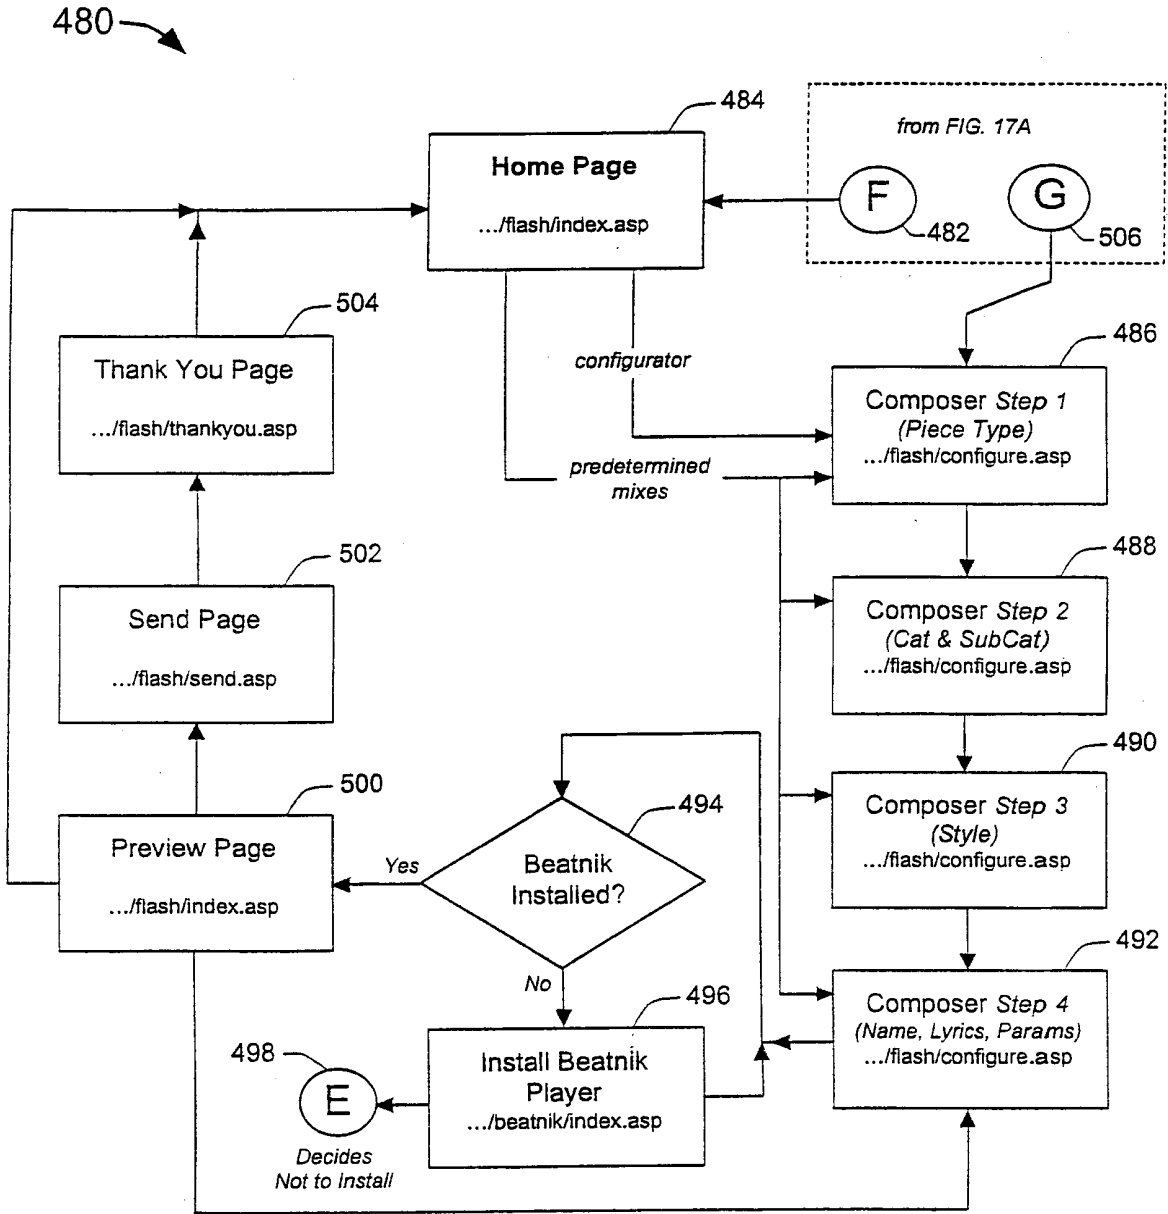 480
484
Home Page
.../flash/index.asp
from FIG. 17A
F
482
G
506
504
Thank You Page
.../flash/thankyou.asp
configurator
predetermined
mixes
486
Composer Step 1
(Piece Type)
.../flash/configure.asp
502
Send Page
.../flash/send.asp
488
Composer Step 2
(Cat & SubCat)
.../flash/configure.asp
490
Composer Step 3
(Style)
.../flash/configure.asp
500
Preview Page
.../flash/index.asp
Yes
494
Beatnik
Installed?
No
492
Composer Step 4
(Name, Lyrics, Params)
.../flash/configure.asp
496
Install Beatnik
Player
.../beatnik/index.asp
498
E
Decides
Not to Install